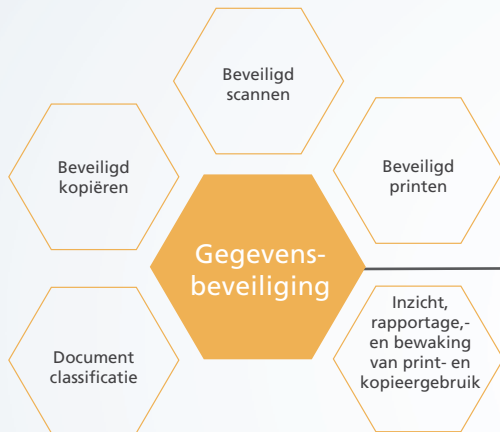 Beveiligd
scannen
Beveiligd
kopiëren
Beveiligd
printen
Gegevens-
beveiliging
Document
classificatie
Inzicht,
rapportage,-
en bewaking
van print- en
kopieergebruik